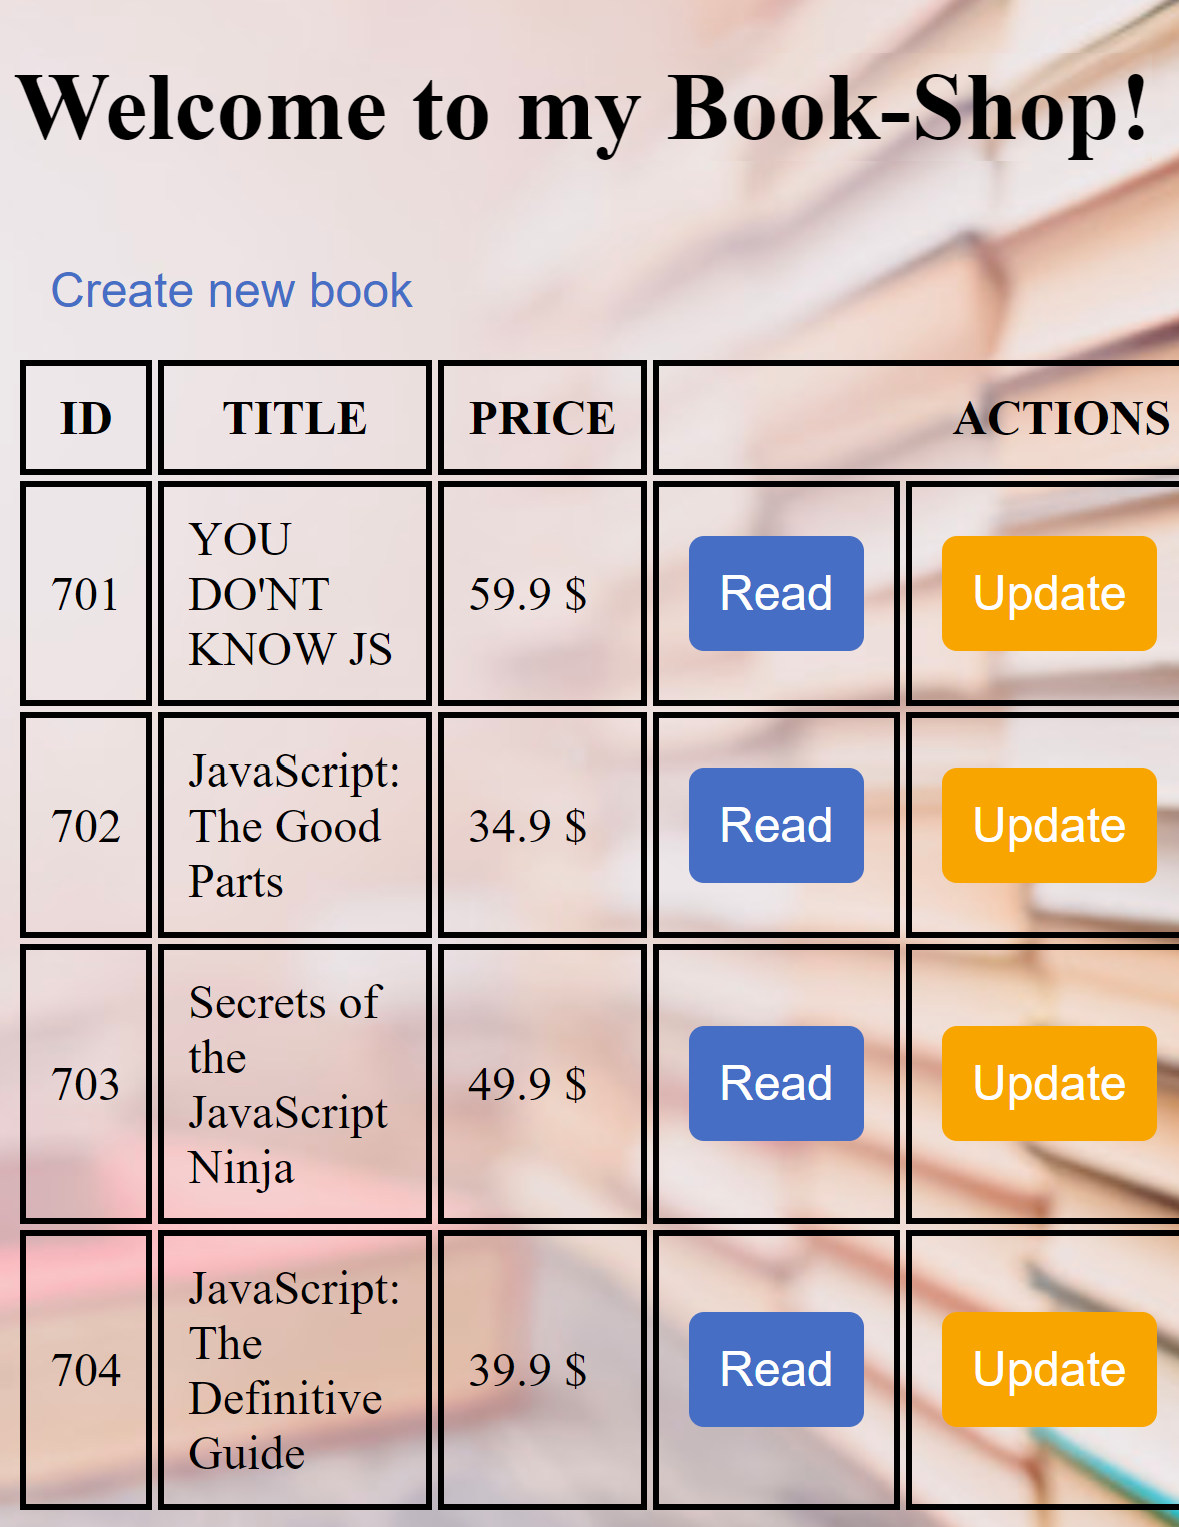 Welcome to my Book-Shop!
Create new book
ID TITLE PRICE ACTIONS
YOU
701 DO'NT 59.9 $ Read Update
KNOW JS
JavaScript:
702 The Good 34.9 $ Read Update
Parts
Secrets of
the
703 JavaScript 49.9 $ Read Update
Ninja
JavaScript:
The
704 Definitive 39.9 $ Read Update
Guide